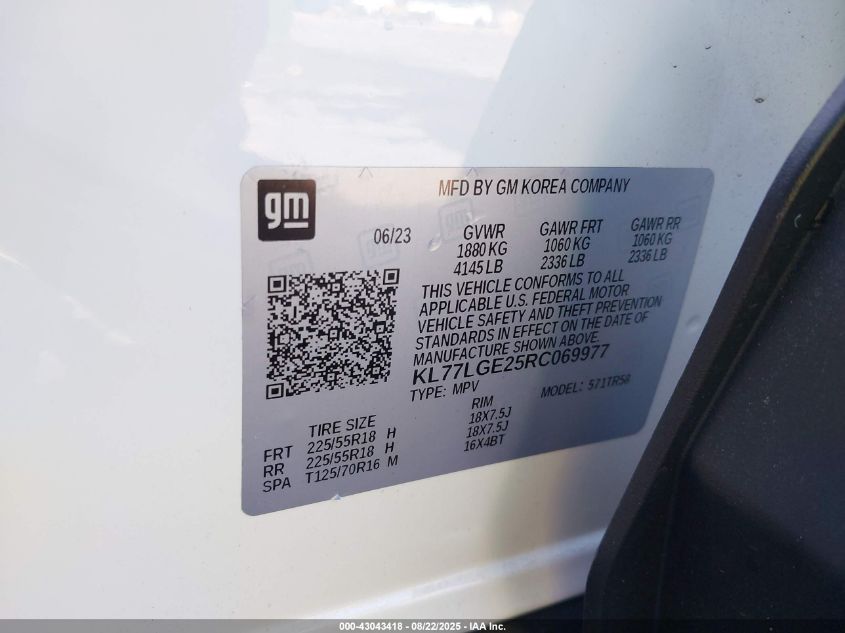 MFD BY GM KOREA COMPANY
gm
06/23
GVWR GAWR FRT GAWR RR
1880 KG 1060 KG 1060 KG
4145 LB 2336 LB 2336 LB
THIS VEHICLE CONFORMS TO ALL
APPLICABLE U.S. FEDERAL MOTOR
VEHICLE SAFETY AND THEFT PREVENTION
STANDARDS IN EFFECT ON THE DATE OF
MANUFACTURE SHOWN ABOVE.
KL77LGE25RC069977
TYPE: MPV MODEL: 571TR58
TIRE SIZE RIM
FRT 225/55R18 H 18X7.5J
RR 225/55R18 H 18X7.5J
SPA T125/70R16 M 16X4BT
000-43043418 - 08/22/2025 - IAA Inc.